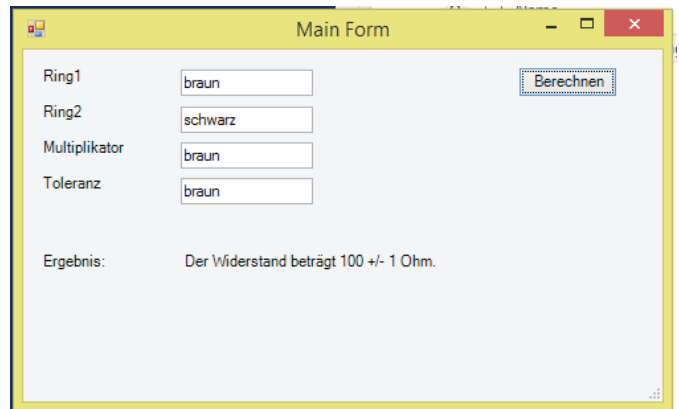 Main Form
Ring1 braun Berechnen
Ring2 schwarz
Multiplikator braun
Toleranz braun
Ergebnis: Der Widerstand beträgt 100 +/- 1 Ohm.